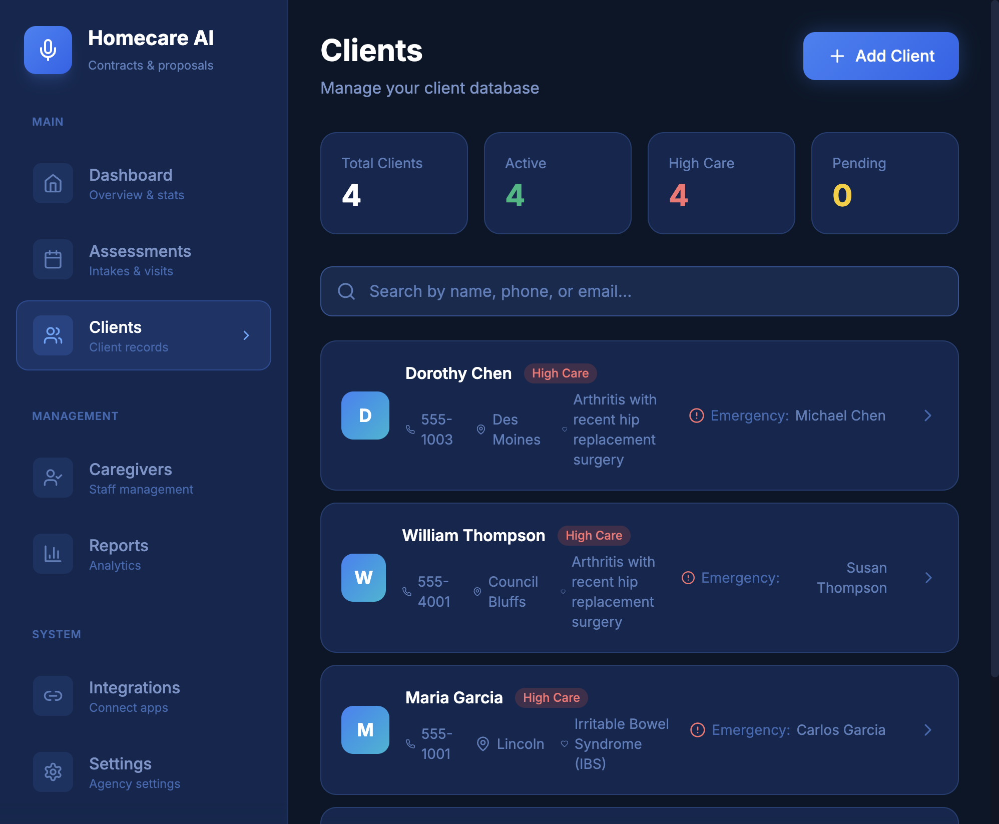 Homecare AI
Contracts & proposals
MAIN
Dashboard
Overview & stats
Assessments
Intakes & visits
Clients
Client records
MANAGEMENT
Caregivers
Staff management
Reports
Analytics
SYSTEM
Integrations
Connect apps
Settings
Agency settings
Clients
Manage your client database
Add Client
Total Clients
4
Active
4
High Care
4
Pending
0
Search by name, phone, or email...
D
Dorothy Chen
High Care
555-
1003
Des
Moines
Arthritis with
recent hip
replacement
surgery
Emergency: Michael Chen
W
William Thompson
High Care
555-
4001
Council
Bluffs
Arthritis with
recent hip
replacement
surgery
Emergency:
Susan
Thompson
M
Maria Garcia
High Care
555-
1001
Lincoln
Irritable Bowel
Syndrome
(IBS)
Emergency: Carlos Garcia